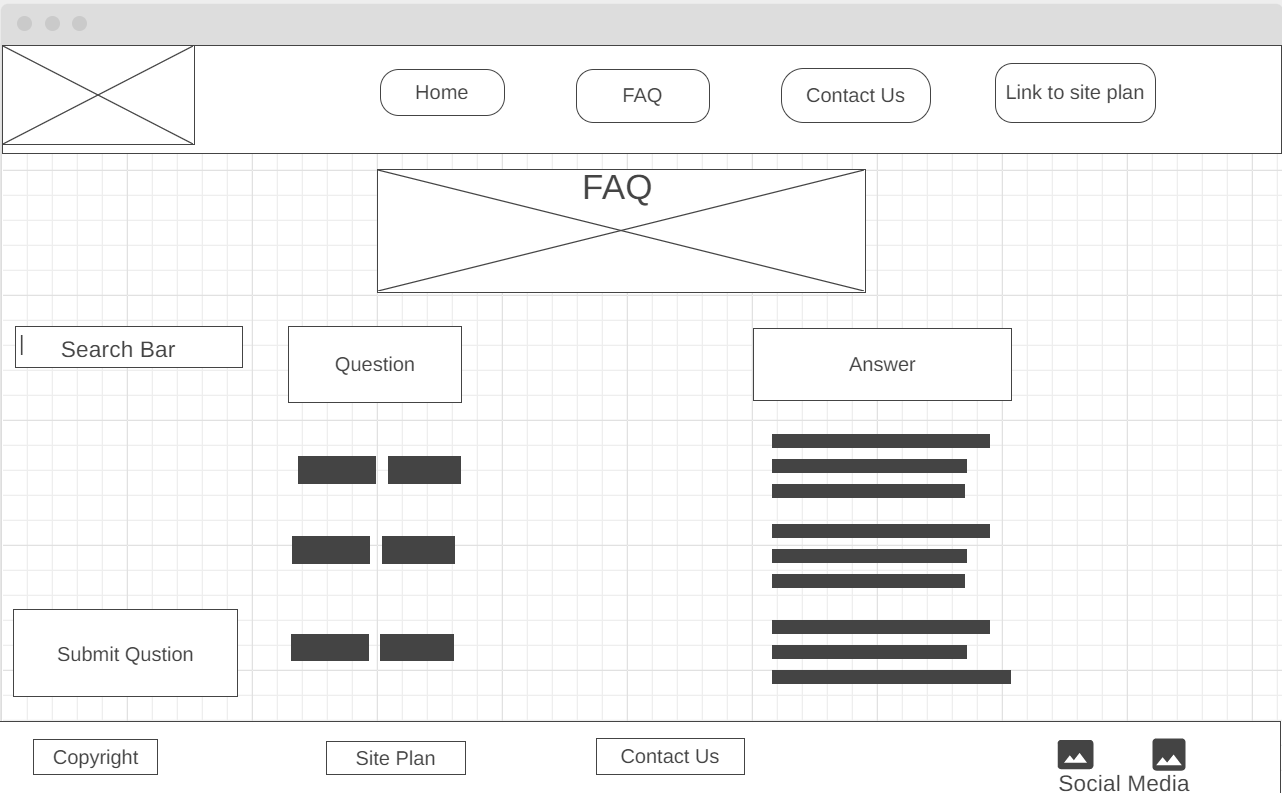 Home
FAQ
Contact Us
Link to site plan
FAQ
Search Bar
Question
Answer
Submit Qustion
Copyright
Site Plan
Contact Us
Social Media